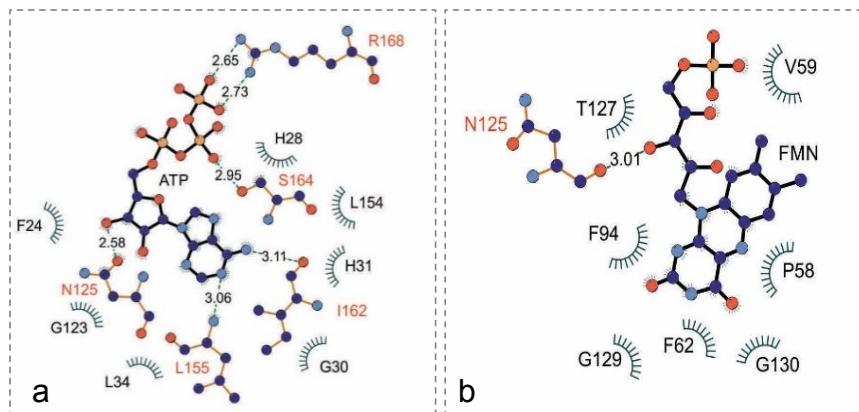 R168
2.65
2.73
H28
ATP
2.95
S164
L154
F24
2.58
3.11
H31
N125
3.06
I162
G123
L155
G30
L34
a
V59
T127
N125
3.01
FMN
F94
P58
G129
F62
G130
b